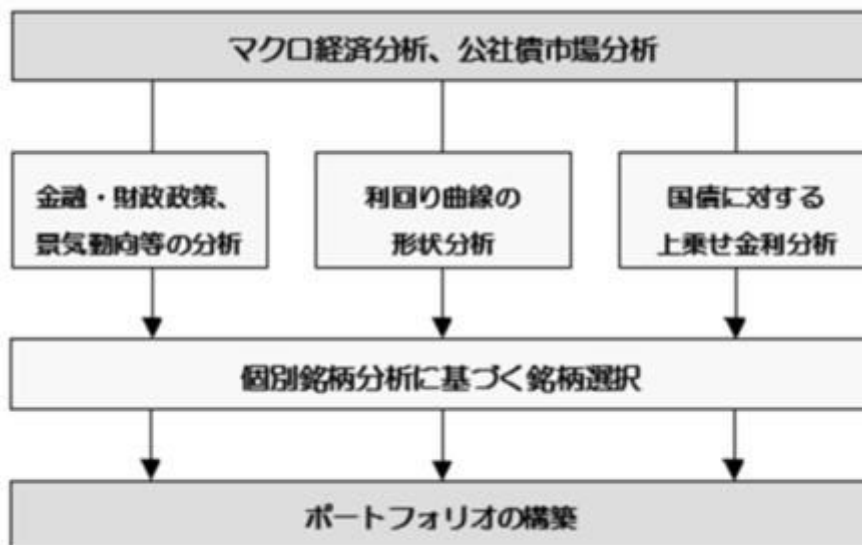 マクロ経済分析、公社債市場分析
金融・財政政策、
景気動向等の分析
利回り曲線の
形状分析
国債に対する
上乗せ金利分析
個別銘柄分析に基づく銘柄選択
ポートフォリオの構築